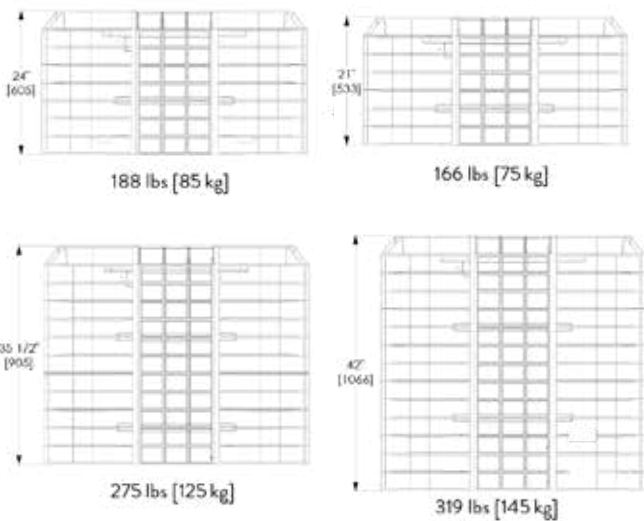 24"
[605]
188 lbs [85 kg]
21"
[533]
166 lbs [75 kg]
35 1/2"
[905]
275 lbs [125 kg]
42"
[1066]
319 lbs [145 kg]